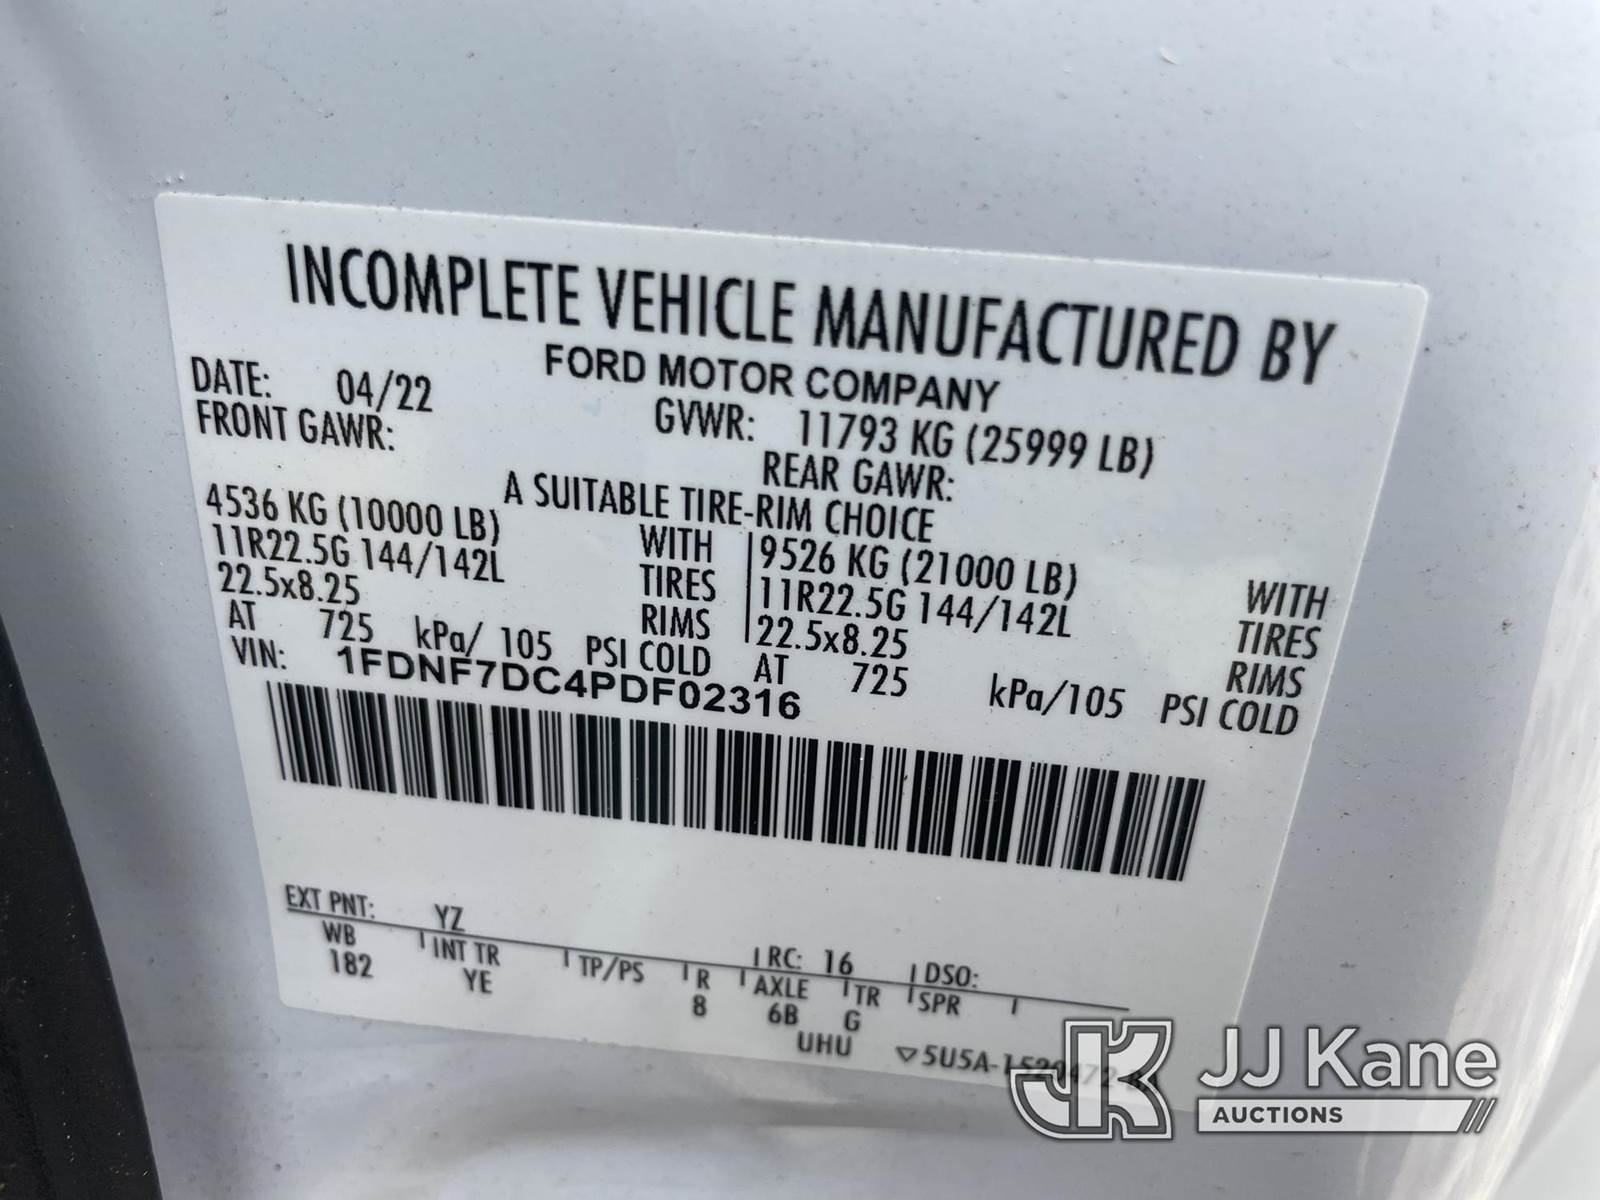 INCOMPLETE VEHICLE MANUFACTURED BY
FORD MOTOR COMPANY
DATE: 04/22
GVWR: 11793 KG (25999 LB)
FRONT GAWR:
REAR GAWR:
A SUITABLE TIRE-RIM CHOICE
4536 KG (10000 LB) WITH 9526 KG (21000 LB) WITH
11R22.5G 144/142L TIRES 11R22.5G 144/142L TIRES
22.5x8.25 RIMS 22.5x8.25 RIMS
AT 725 kPa/ 105 PSI COLD AT 725 kPa/105 PSI COLD
VIN: 1FDNF7DC4PDF02316
EXT PNT: YZ RC: 16 DSO:
WB INT TR TP/PS R AXLE TR SPR
182 YE 8 6B G
UHU
JJ Kane
AUCTIONS